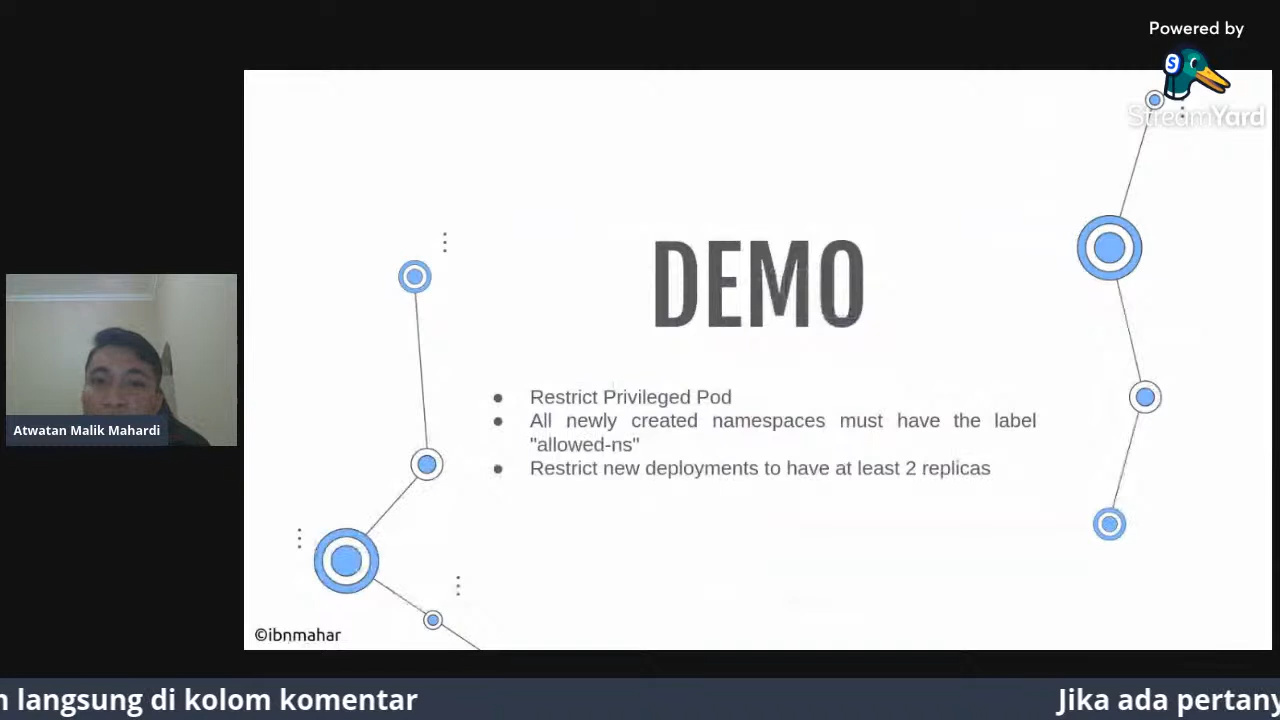 Powered by
StreamYard
DEMO
● Restrict Privileged Pod
● All newly created namespaces must have the label
"allowed-ns"
● Restrict new deployments to have at least 2 replicas
Atwatan Malik Mahardi
©ibnmahar
langsung di kolom komentar
Jika ada